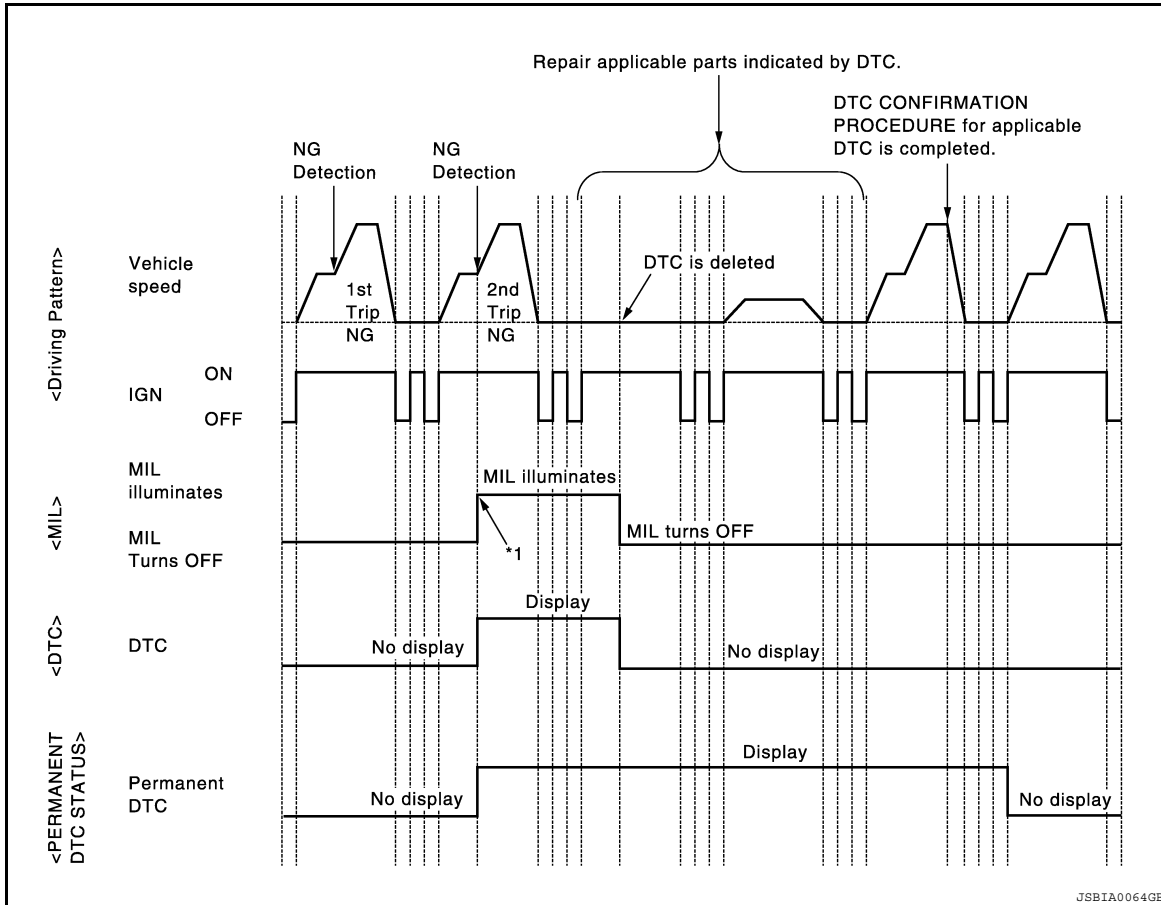 Repair applicable parts indicated by DTC.
DTC CONFIRMATION
PROCEDURE for applicable
DTC is completed.
NG
Detection
NG
Detection
<Driving Pattern>
Vehicle
speed
1st
Trip
NG
2nd
Trip
NG
DTC is deleted
IGN
ON
OFF
<MIL>
MIL
illuminates
MIL
Turns OFF
MIL illuminates
*1
MIL turns OFF
<DTC>
DTC
No display
Display
No display
<PERMANENT
DTC STATUS>
Permanent
DTC
No display
Display
No display
JSBIA0064GB